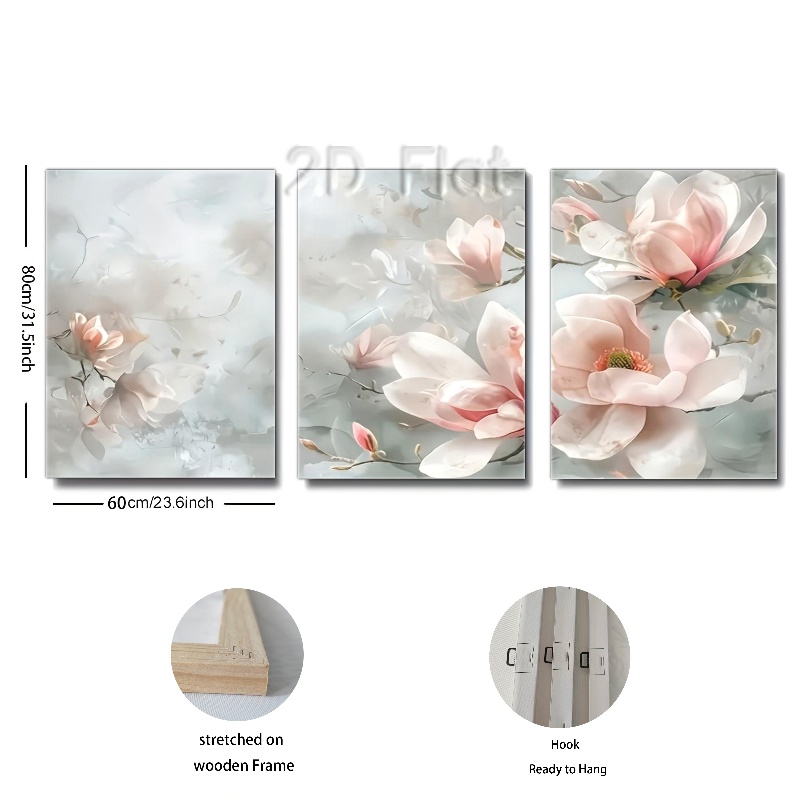 2D Flat
80cm/31.5inch
60cm/23.6inch
stretched on
wooden Frame
Hook
Ready to Hang